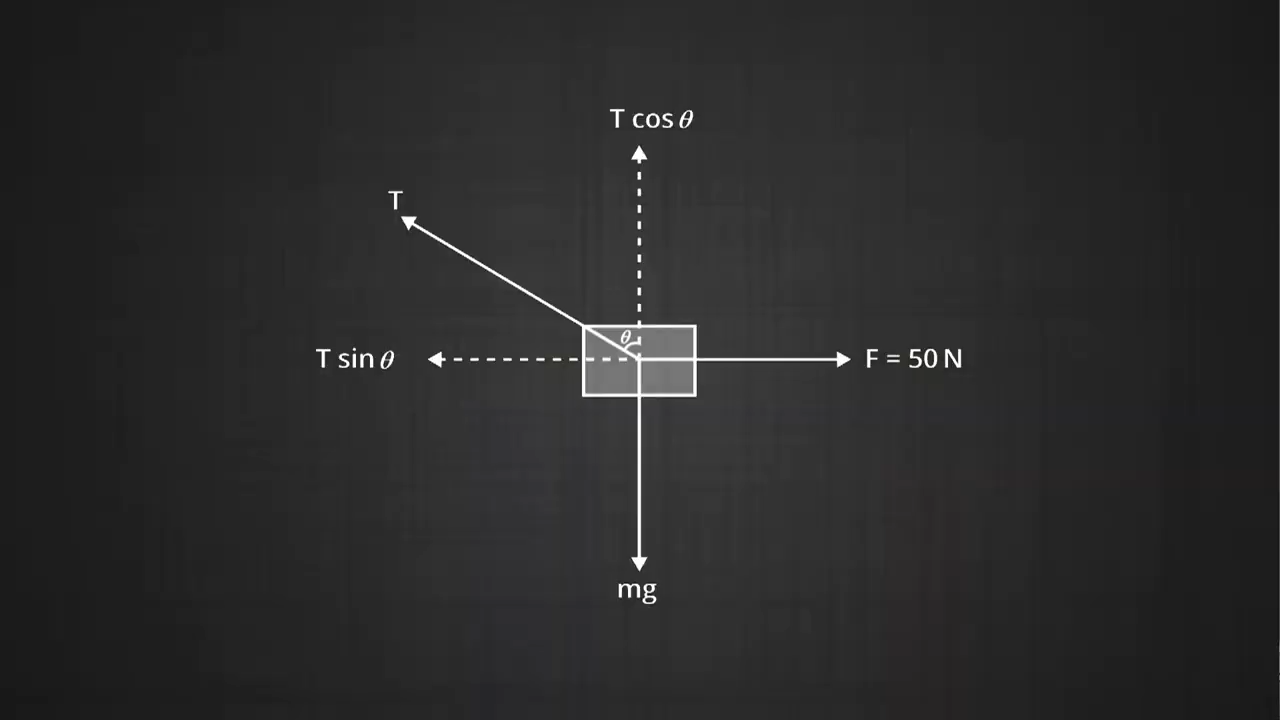 T cos θ
T
θ
T sin θ
F = 50 N
mg